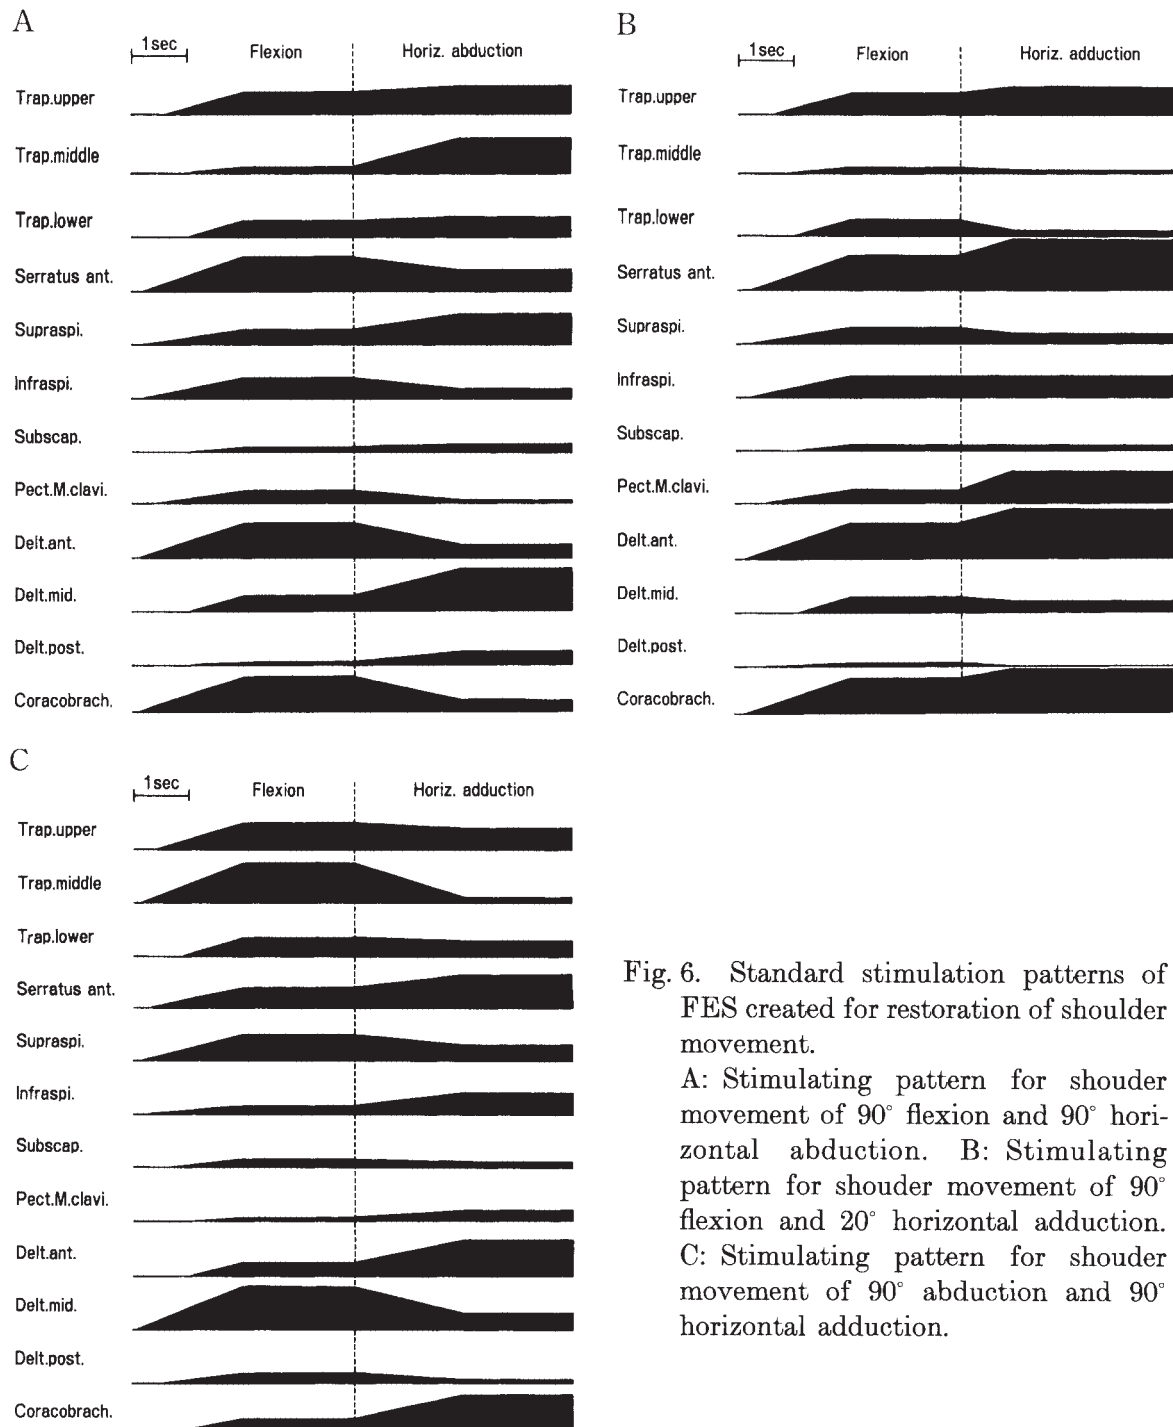 A
1sec Flexion Horiz. abduction
Trap.upper
Trap.middle
Trap.lower
Serratus ant.
Supraspi.
Infraspi.
Subscap.
Pect.M.clavi.
Delt.ant.
Delt.mid.
Delt.post.
Coracobrach.
B
1sec Flexion Horiz. adduction
Trap.upper
Trap.middle
Trap.lower
Serratus ant.
Supraspi.
Infraspi.
Subscap.
Pect.M.clavi.
Delt.ant.
Delt.mid.
Delt.post.
Coracobrach.
C
1sec Flexion Horiz. adduction
Trap.upper
Trap.middle
Trap.lower
Serratus ant.
Supraspi.
Infraspi.
Subscap.
Pect.M.clavi.
Delt.ant.
Delt.mid.
Delt.post.
Coracobrach.
Fig. 6. Standard stimulation patterns of
FES created for restoration of shoulder
movement.
A: Stimulating pattern for shouder
movement of 90° flexion and 90° hori-
zontal abduction. B: Stimulating
pattern for shouder movement of 90°
flexion and 20° horizontal adduction.
C: Stimulating pattern for shouder
movement of 90° abduction and 90°
horizontal adduction.